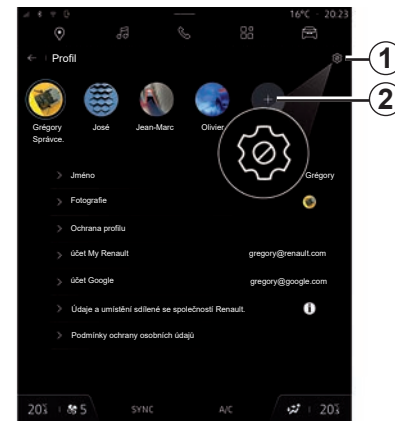 16°C 20:23
Profil
1
2
Grégory
Správce.
José
Jean-Marc
Olivier
Jméno Grégory
Fotografie
Ochrana profilu
účet My Renault gregory@renault.com
účet Google gregory@google.com
Údaje a umístění sdílené se společností Renault.
Podmínky ochrany osobních údajů
20 5 SYNC A/C 20